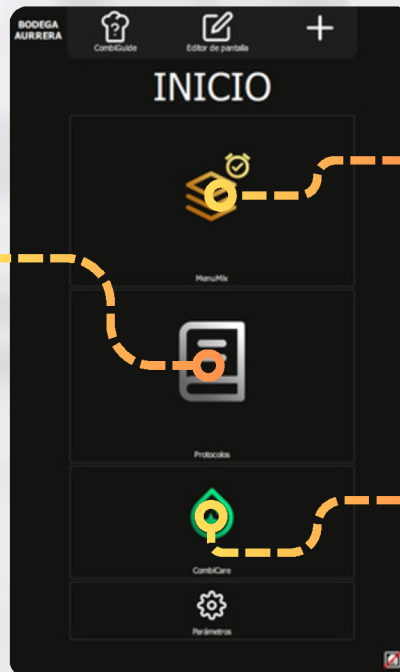 BODEGA
AURRERA
CombiGuide
Editor de pantalla
INICIO
MenuMix
Protocolos
CombiCare
Parámetros